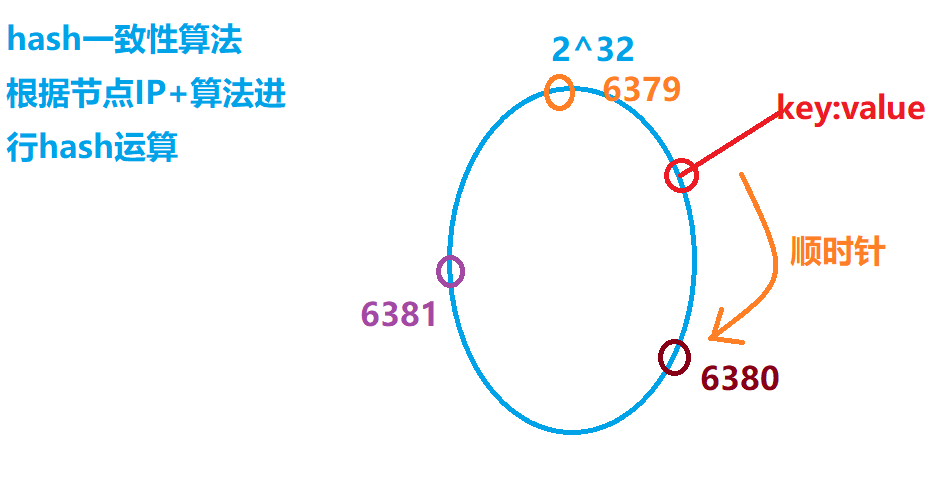 hash一致性算法
根据节点IP+算法进
行hash运算
2^32
6379
key:value
顺时针
6381
6380